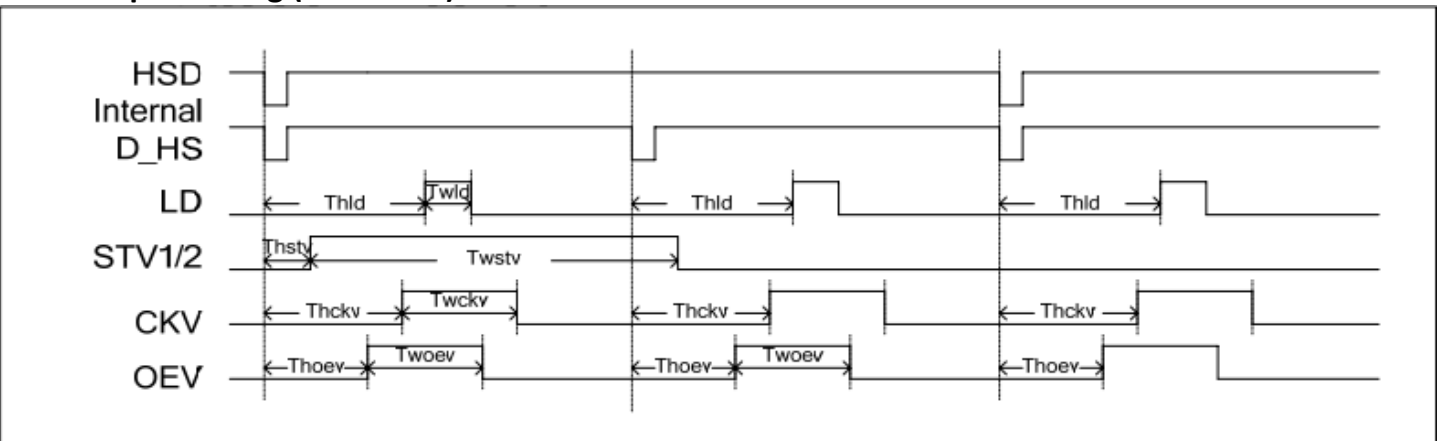 HSD
Internal
D_HS
LD Thld Twld Thld Thld
STV1/2 Thstv Twstv
CKV Thckv Twckv Thckv Thckv
OEV Thoev Twoev Thoev Twoev Thoev